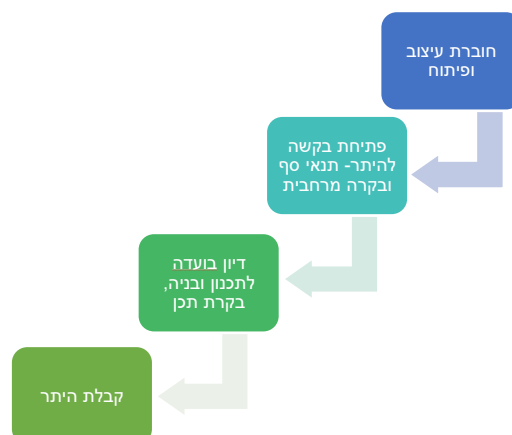 חוברת עיצוב
ופיתוח
פתיחת בקשה
להיתר- תנאי סף
ובקרה מרחבית
דיון בועדה
לתכנון ובניה,
בקרת תכן
קבלת היתר